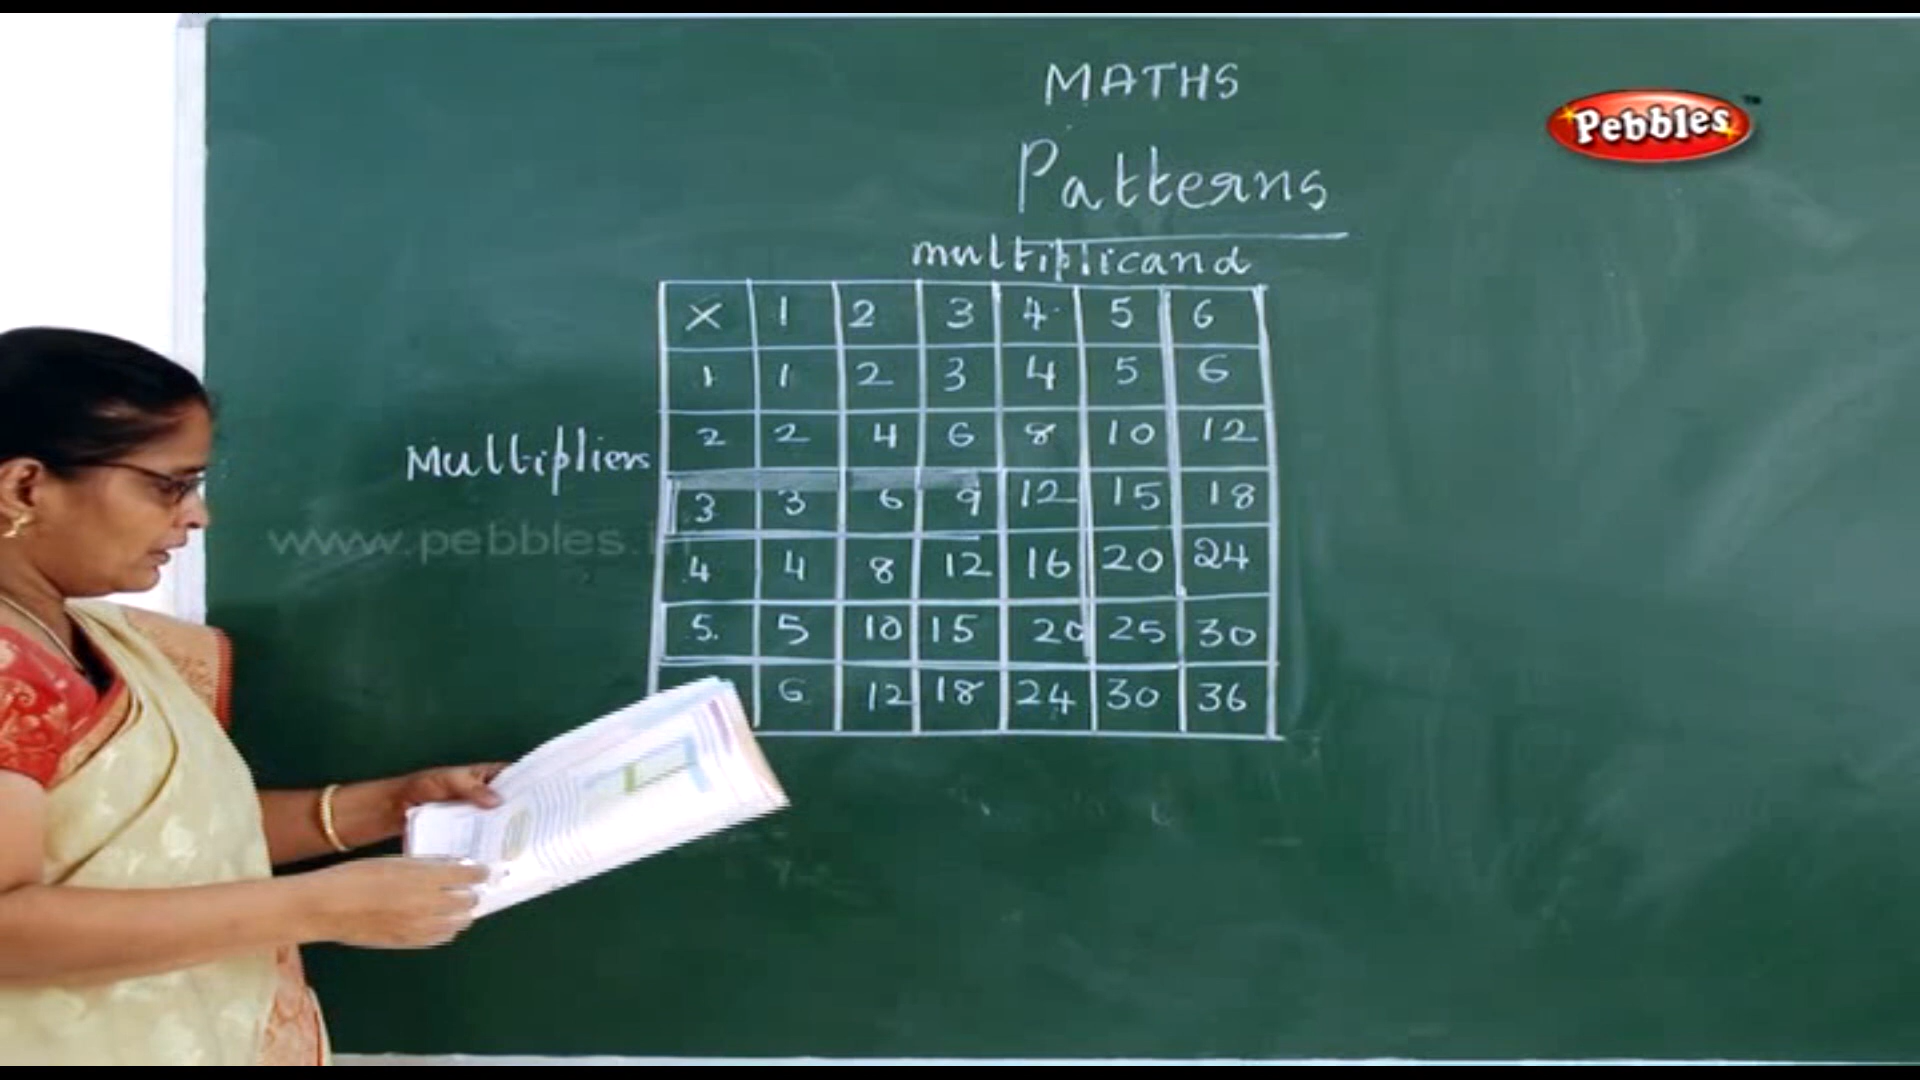 MATHS
Pebbles
Patterns
multiplicand
X 1 2 3 4 5 6
1 1 2 3 4 5 6
2 2 4 6 8 10 12
Multipliers
3 3 6 9 12 15 18
www.pebbles.in
4 4 8 12 16 20 24
5. 5 10 15 20 25 30
6 12 18 24 30 36